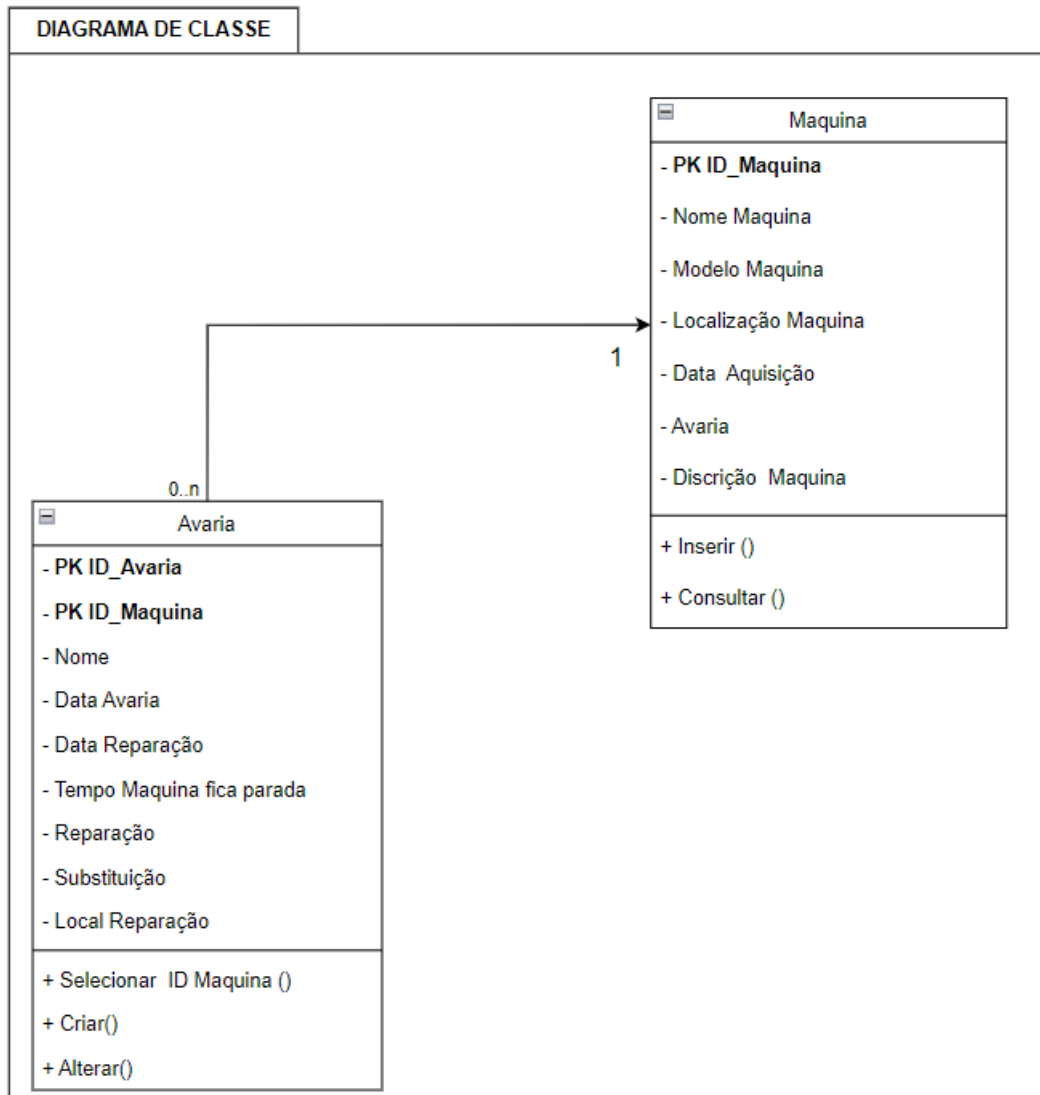 DIAGRAMA DE CLASSE
Maquina
- PK ID_Maquina
- Nome Maquina
- Modelo Maquina
- Localização Maquina
- Data Aquisição
- Avaria
- Discrição Maquina
+ Inserir ()
+ Consultar ()
1
0..n
Avaria
- PK ID_Avaria
- PK ID_Maquina
- Nome
- Data Avaria
- Data Reparação
- Tempo Maquina fica parada
- Reparação
- Substituição
- Local Reparação
+ Selecionar ID Maquina ()
+ Criar()
+ Alterar()